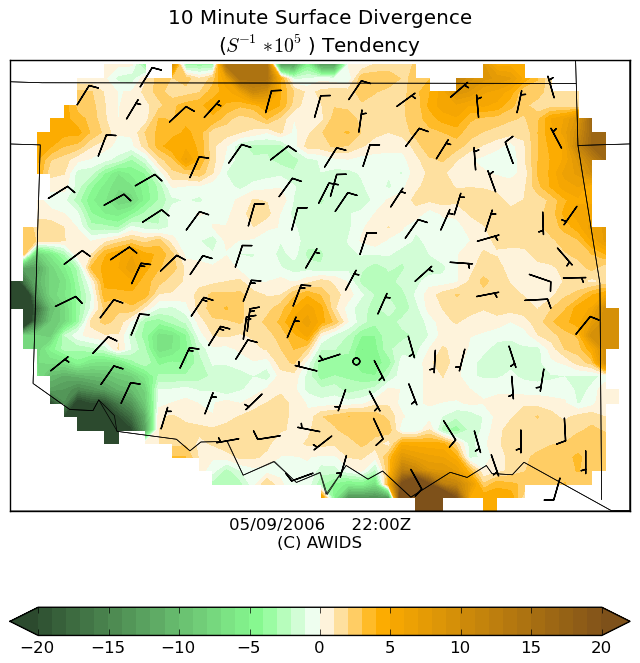 10 Minute Surface Divergence
(S⁻¹ * 10⁵ ) Tendency
05/09/2006 22:00Z
(C) AWIDS
−20 −15 −10 −5 0 5 10 15 20